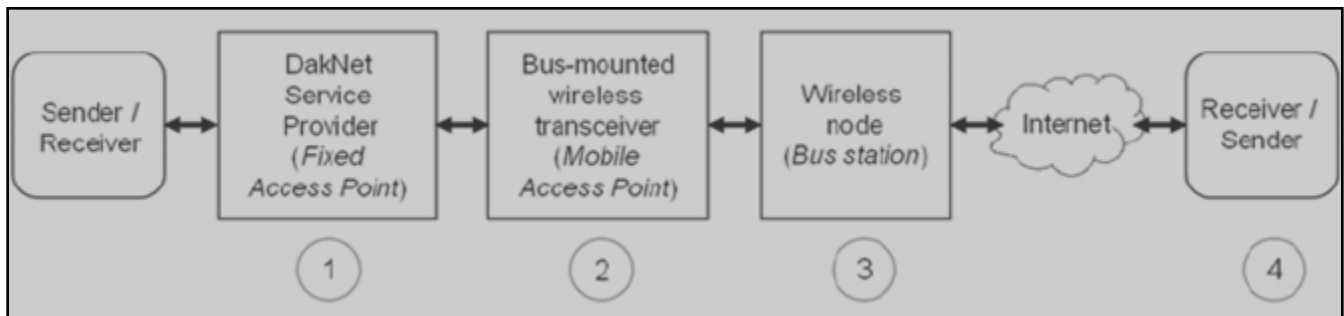 Sender /
Receiver
DakNet
Service
Provider
(Fixed
Access Point)
Bus-mounted
wireless
transceiver
(Mobile
Access Point)
Wireless
node
(Bus station)
Internet
Receiver /
Sender
1
2
3
4